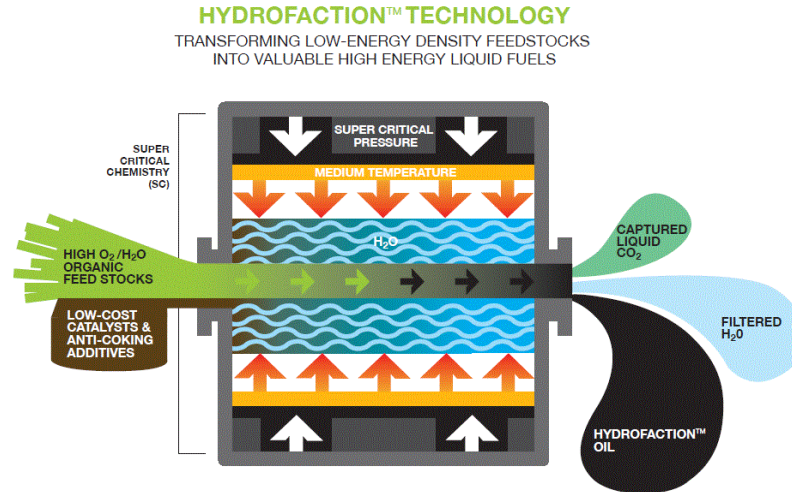 HYDROFACTION™ TECHNOLOGY
TRANSFORMING LOW-ENERGY DENSITY FEEDSTOCKS
INTO VALUABLE HIGH ENERGY LIQUID FUELS
SUPER
CRITICAL
CHEMISTRY
(SC)
SUPER CRITICAL
PRESSURE
MEDIUM TEMPERATURE
H₂O
HIGH O₂/H₂O
ORGANIC
FEED STOCKS
LOW-COST
CATALYSTS &
ANTI-COKING
ADDITIVES
CAPTURED
LIQUID
CO₂
FILTERED
H₂0
HYDROFACTION™
OIL